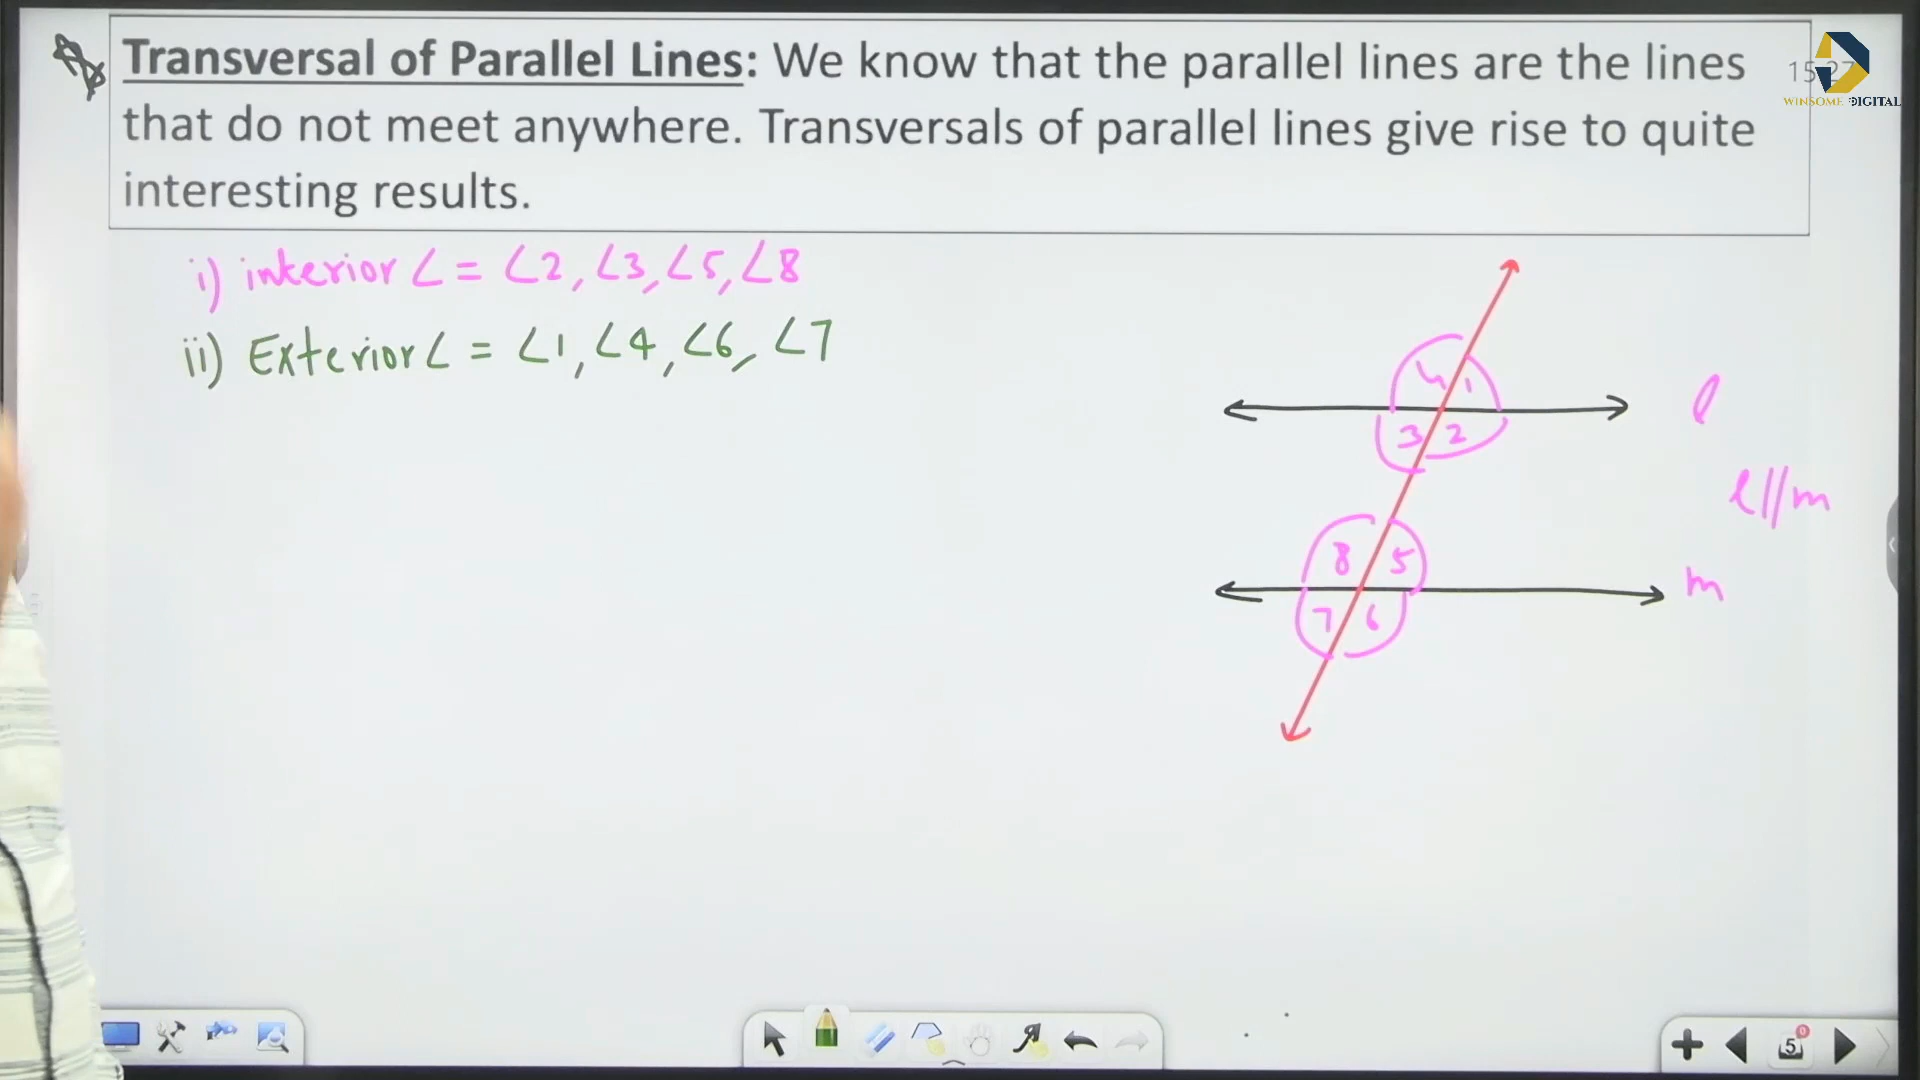 Transversal of Parallel Lines: We know that the parallel lines are the lines
that do not meet anywhere. Transversals of parallel lines give rise to quite
interesting results.
WINSOME DIGITAL
i) interior ∠ = ∠2, ∠3, ∠5, ∠8
ii) Exterior ∠ = ∠1, ∠4, ∠6, ∠7
4 1
l
3 2
l||m
8 5
m
7 6
5
0